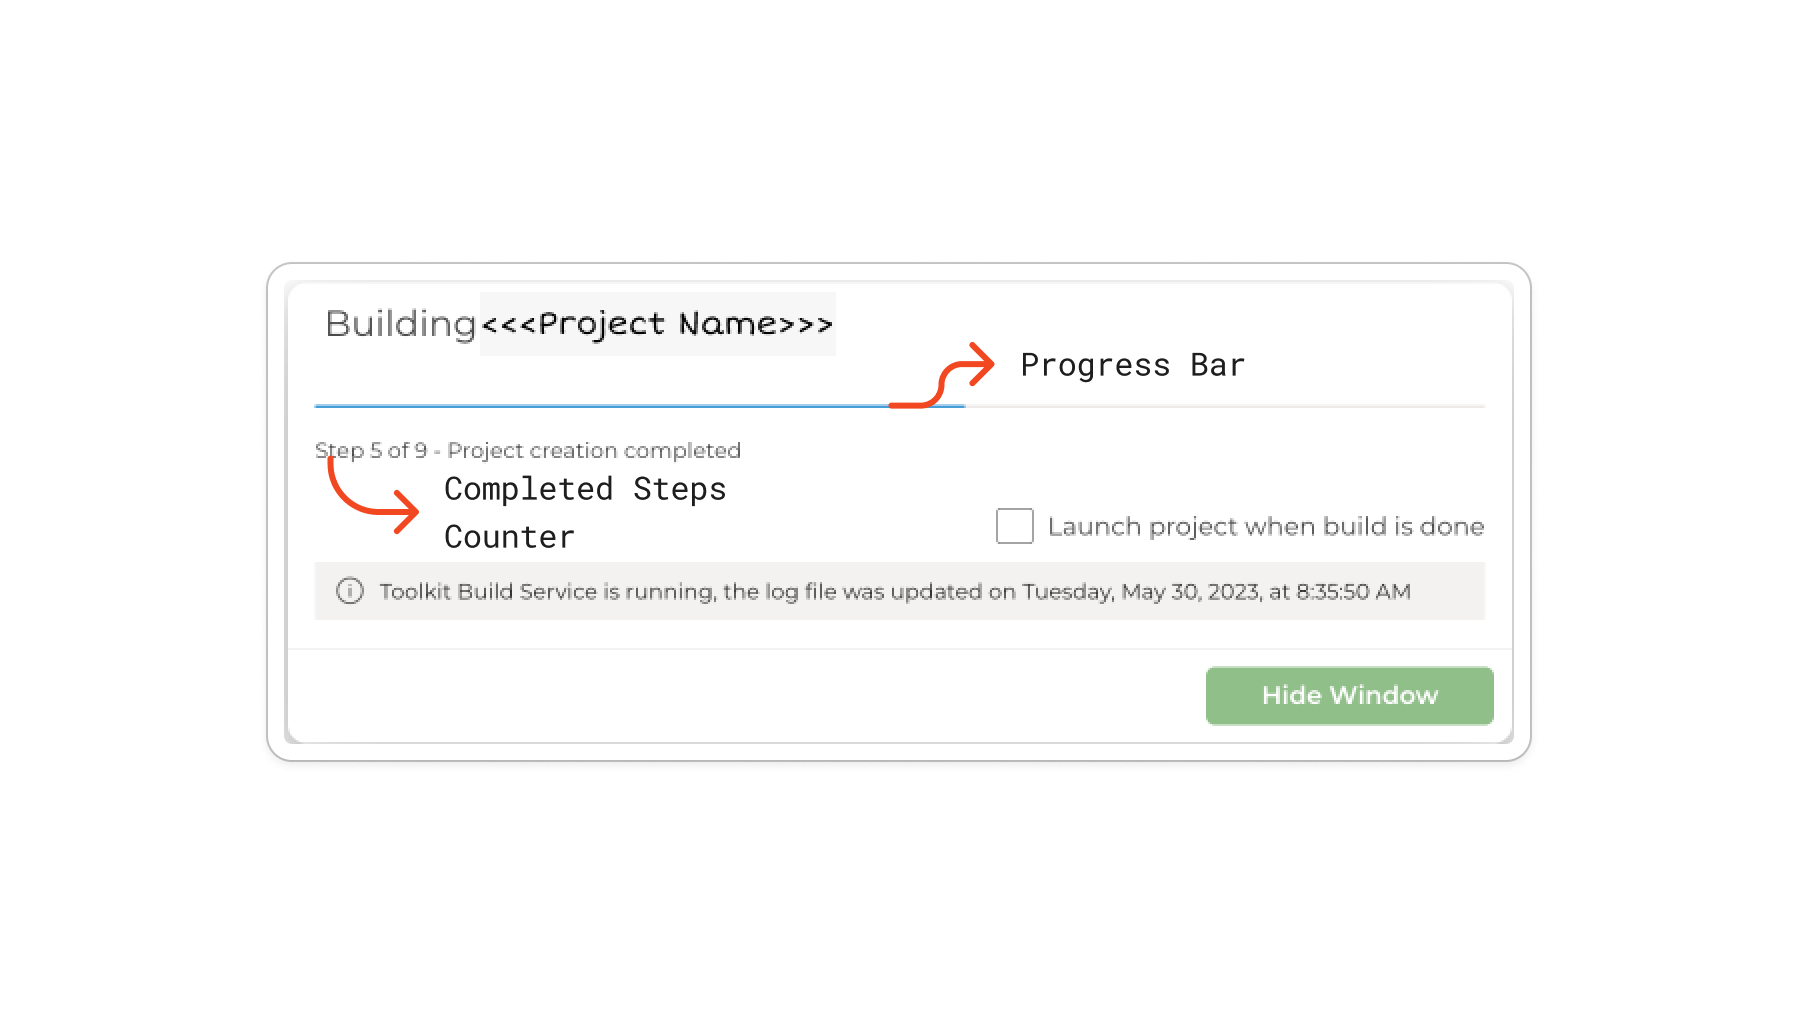 Building <<<Project Name>>>
Progress Bar
Step 5 of 9 - Project creation completed
Completed Steps
Counter
Launch project when build is done
Toolkit Build Service is running, the log file was updated on Tuesday, May 30, 2023, at 8:35:50 AM
Hide Window